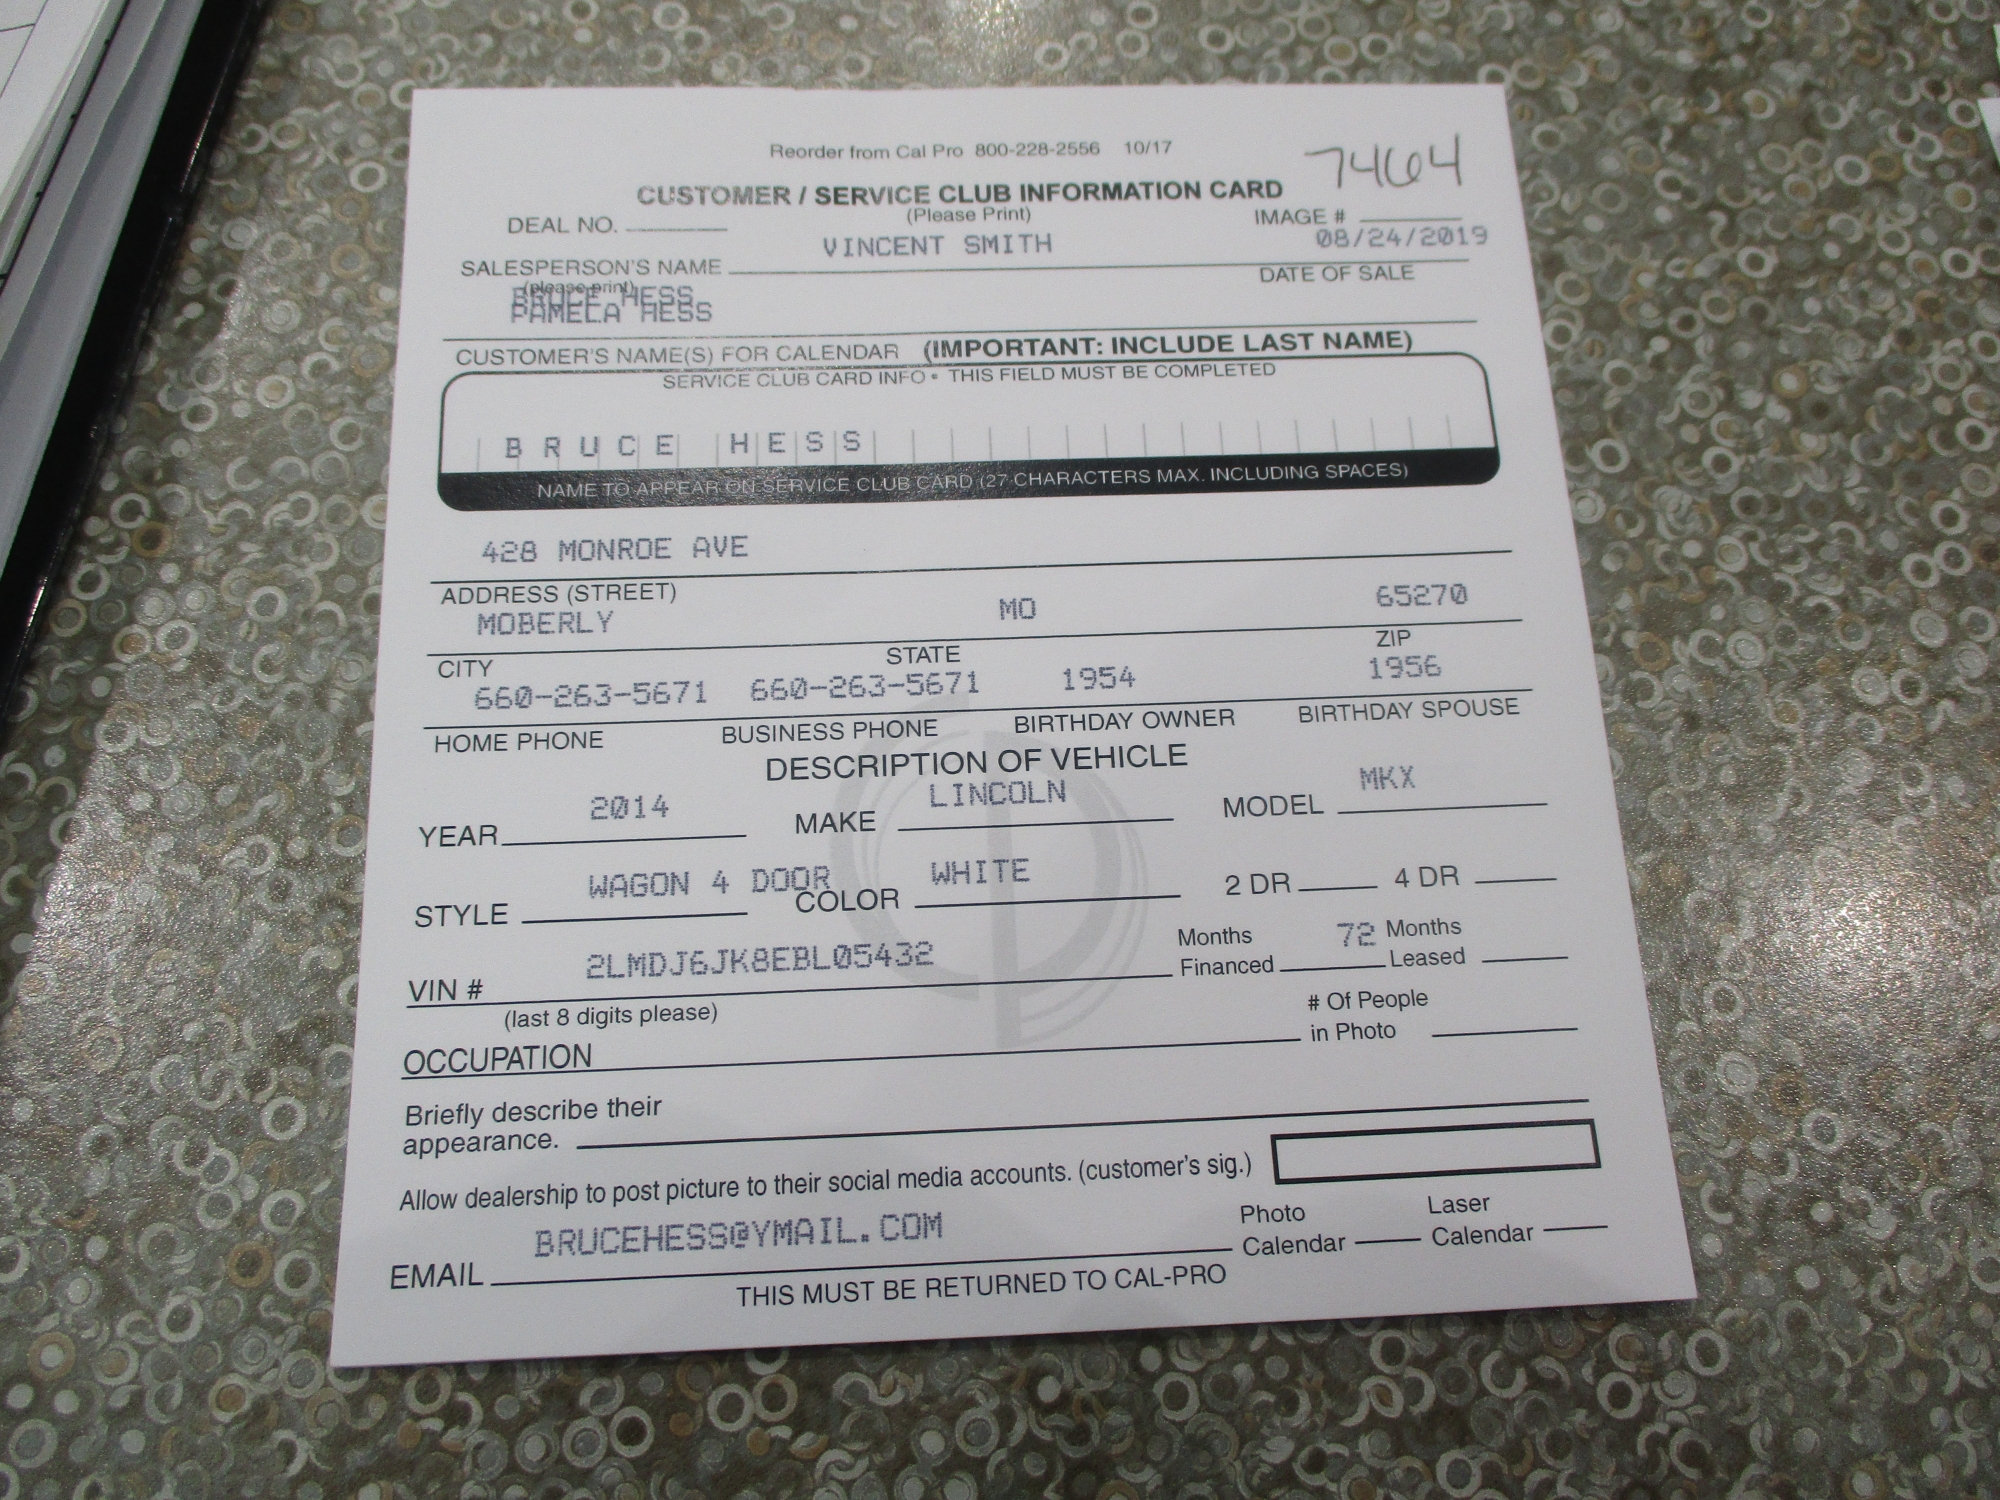 Reorder from Cal Pro 800-228-2556 10/17
7464
CUSTOMER / SERVICE CLUB INFORMATION CARD
(Please Print)
DEAL NO. IMAGE #
VINCENT SMITH 08/24/2019
SALESPERSON'S NAME DATE OF SALE
(please print)
BRUCE HESS
PAMELA HESS
CUSTOMER'S NAME(S) FOR CALENDAR (IMPORTANT: INCLUDE LAST NAME)
SERVICE CLUB CARD INFO • THIS FIELD MUST BE COMPLETED
BRUCE HESS
NAME TO APPEAR ON SERVICE CLUB CARD (27 CHARACTERS MAX. INCLUDING SPACES)
428 MONROE AVE
ADDRESS (STREET)
MOBERLY MO 65270
CITY STATE ZIP
660-263-5671 660-263-5671 1954 1956
HOME PHONE BUSINESS PHONE BIRTHDAY OWNER BIRTHDAY SPOUSE
DESCRIPTION OF VEHICLE
2014 LINCOLN MKX
YEAR MAKE MODEL
WAGON 4 DOOR WHITE
STYLE COLOR 2 DR 4 DR
2LMDJ6JK8EBL05432 Months 72 Months
VIN # Financed Leased
(last 8 digits please) # Of People
OCCUPATION in Photo
Briefly describe their
appearance.
Allow dealership to post picture to their social media accounts. (customer's sig.)
BRUCEHESS@YMAIL.COM Photo Laser
EMAIL Calendar Calendar
THIS MUST BE RETURNED TO CAL-PRO